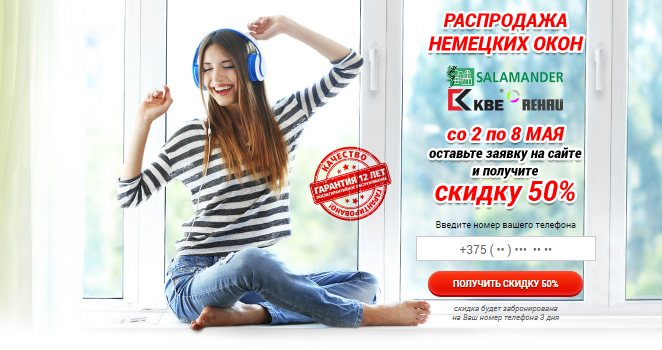 РАСПРОДАЖА
НЕМЕЦКИХ ОКОН
SALAMANDER
KBE® REHAU
со 2 по 8 МАЯ
оставьте заявку на сайте
и получите
скидку 50%
КАЧЕСТВО
ГАРАНТИЯ 12 ЛЕТ
ГАРАНТИРОВАНО!
Введите номер вашего телефона
+375 ( •• ) ••• •• ••
ПОЛУЧИТЬ СКИДКУ 50%
скидка будет забронирована
на Ваш номер телефона 3 дня